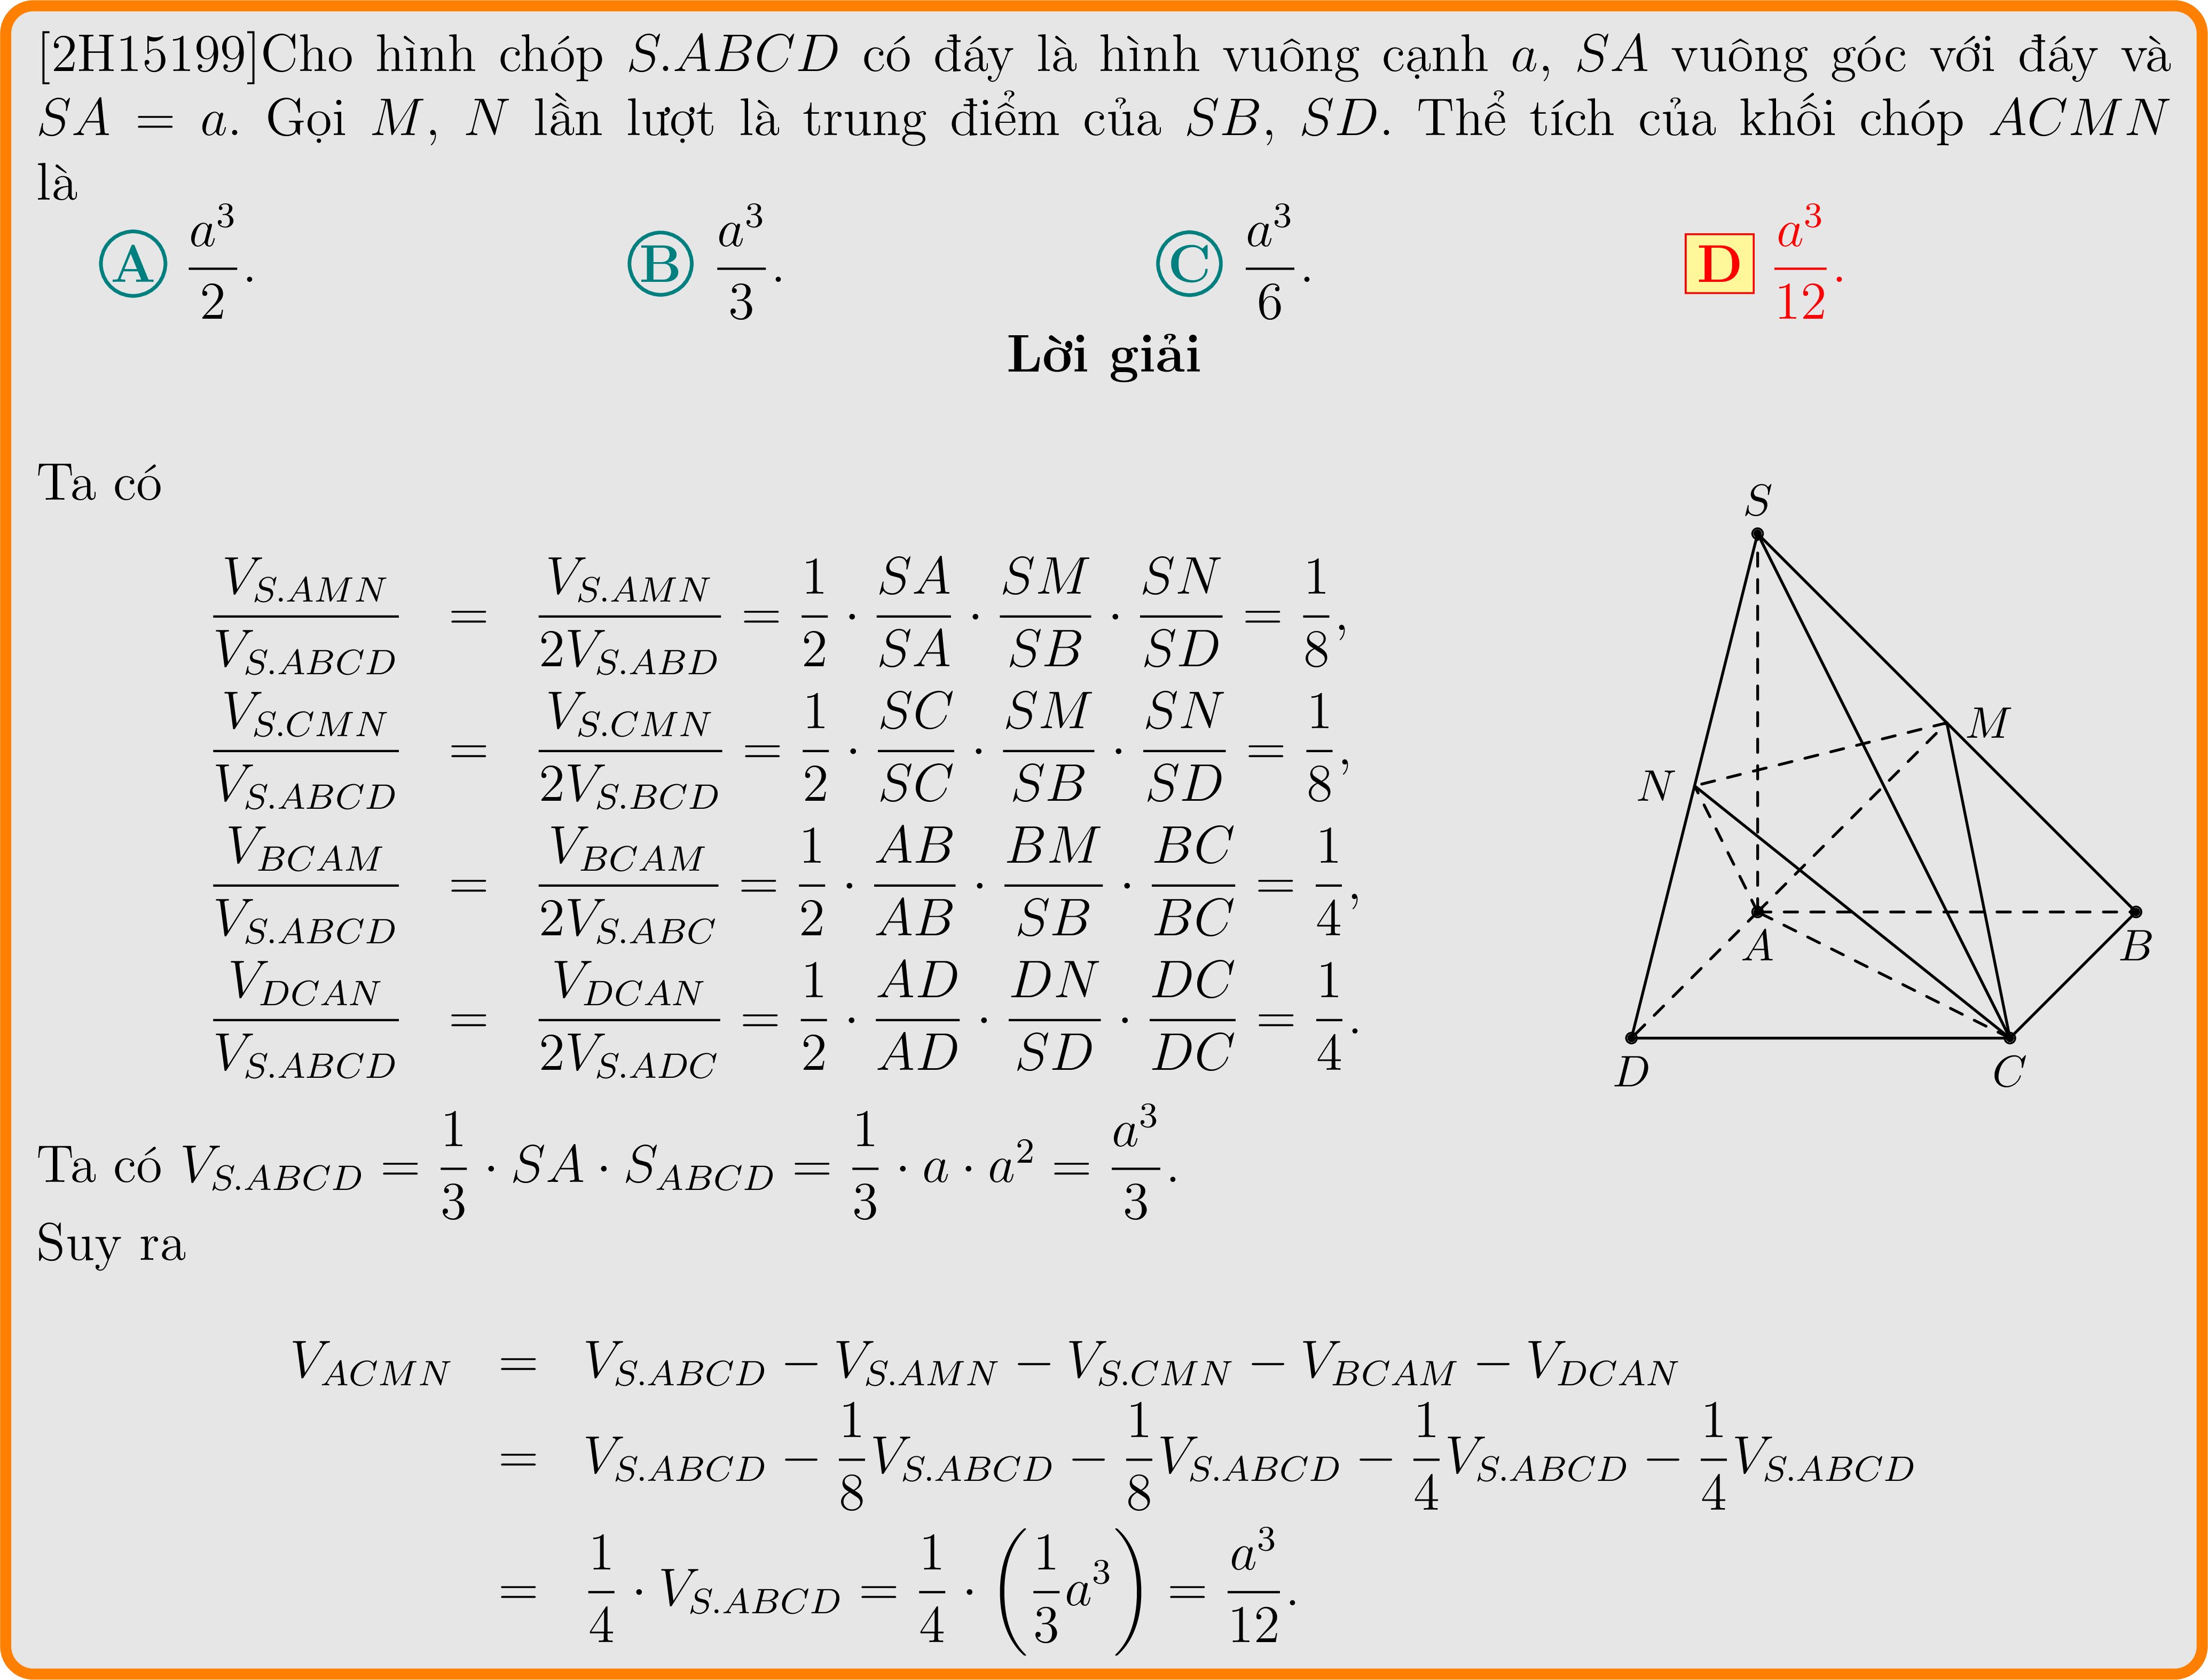 [2H15199]Cho hình chóp S.ABCD có đáy là hình vuông cạnh a, SA vuông góc với đáy và
SA = a. Gọi M, N lần lượt là trung điểm của SB, SD. Thể tích của khối chóp ACMN
là
A $\frac{a^3}{2}$. B $\frac{a^3}{3}$. C $\frac{a^3}{6}$. D $\frac{a^3}{12}$.
Lời giải
Ta có
$\frac{V_{S.AMN}}{V_{S.ABCD}} = \frac{V_{S.AMN}}{2V_{S.ABD}} = \frac{1}{2} \cdot \frac{SA}{SA} \cdot \frac{SM}{SB} \cdot \frac{SN}{SD} = \frac{1}{8},$
$\frac{V_{S.CMN}}{V_{S.ABCD}} = \frac{V_{S.CMN}}{2V_{S.BCD}} = \frac{1}{2} \cdot \frac{SC}{SC} \cdot \frac{SM}{SB} \cdot \frac{SN}{SD} = \frac{1}{8},$
$\frac{V_{BCAM}}{V_{S.ABCD}} = \frac{V_{BCAM}}{2V_{S.ABC}} = \frac{1}{2} \cdot \frac{AB}{AB} \cdot \frac{BM}{SB} \cdot \frac{BC}{BC} = \frac{1}{4},$
$\frac{V_{DCAN}}{V_{S.ABCD}} = \frac{V_{DCAN}}{2V_{S.ADC}} = \frac{1}{2} \cdot \frac{AD}{AD} \cdot \frac{DN}{SD} \cdot \frac{DC}{DC} = \frac{1}{4}.$
S
M
N
A
B
D
C
Ta có $V_{S.ABCD} = \frac{1}{3} \cdot SA \cdot S_{ABCD} = \frac{1}{3} \cdot a \cdot a^2 = \frac{a^3}{3}.$
Suy ra
$V_{ACMN} = V_{S.ABCD} - V_{S.AMN} - V_{S.CMN} - V_{BCAM} - V_{DCAN}$
$= V_{S.ABCD} - \frac{1}{8}V_{S.ABCD} - \frac{1}{8}V_{S.ABCD} - \frac{1}{4}V_{S.ABCD} - \frac{1}{4}V_{S.ABCD}$
$= \frac{1}{4} \cdot V_{S.ABCD} = \frac{1}{4} \cdot \left(\frac{1}{3}a^3\right) = \frac{a^3}{12}.$